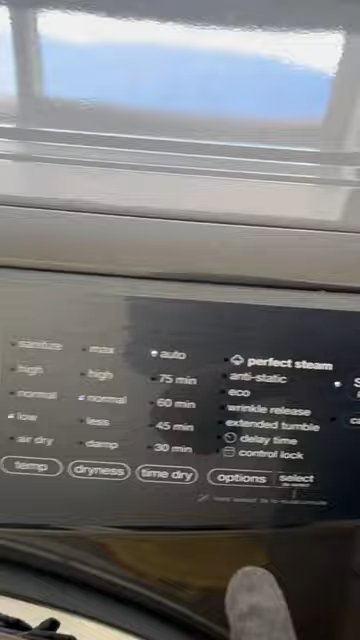 sanitize
high
normal
low
air dry
temp
max
high
normal
less
damp
dryness
auto
75 min
60 min
45 min
30 min
time dry
perfect steam
anti-static
eco
wrinkle release
extended tumble
delay time
control lock
options
select